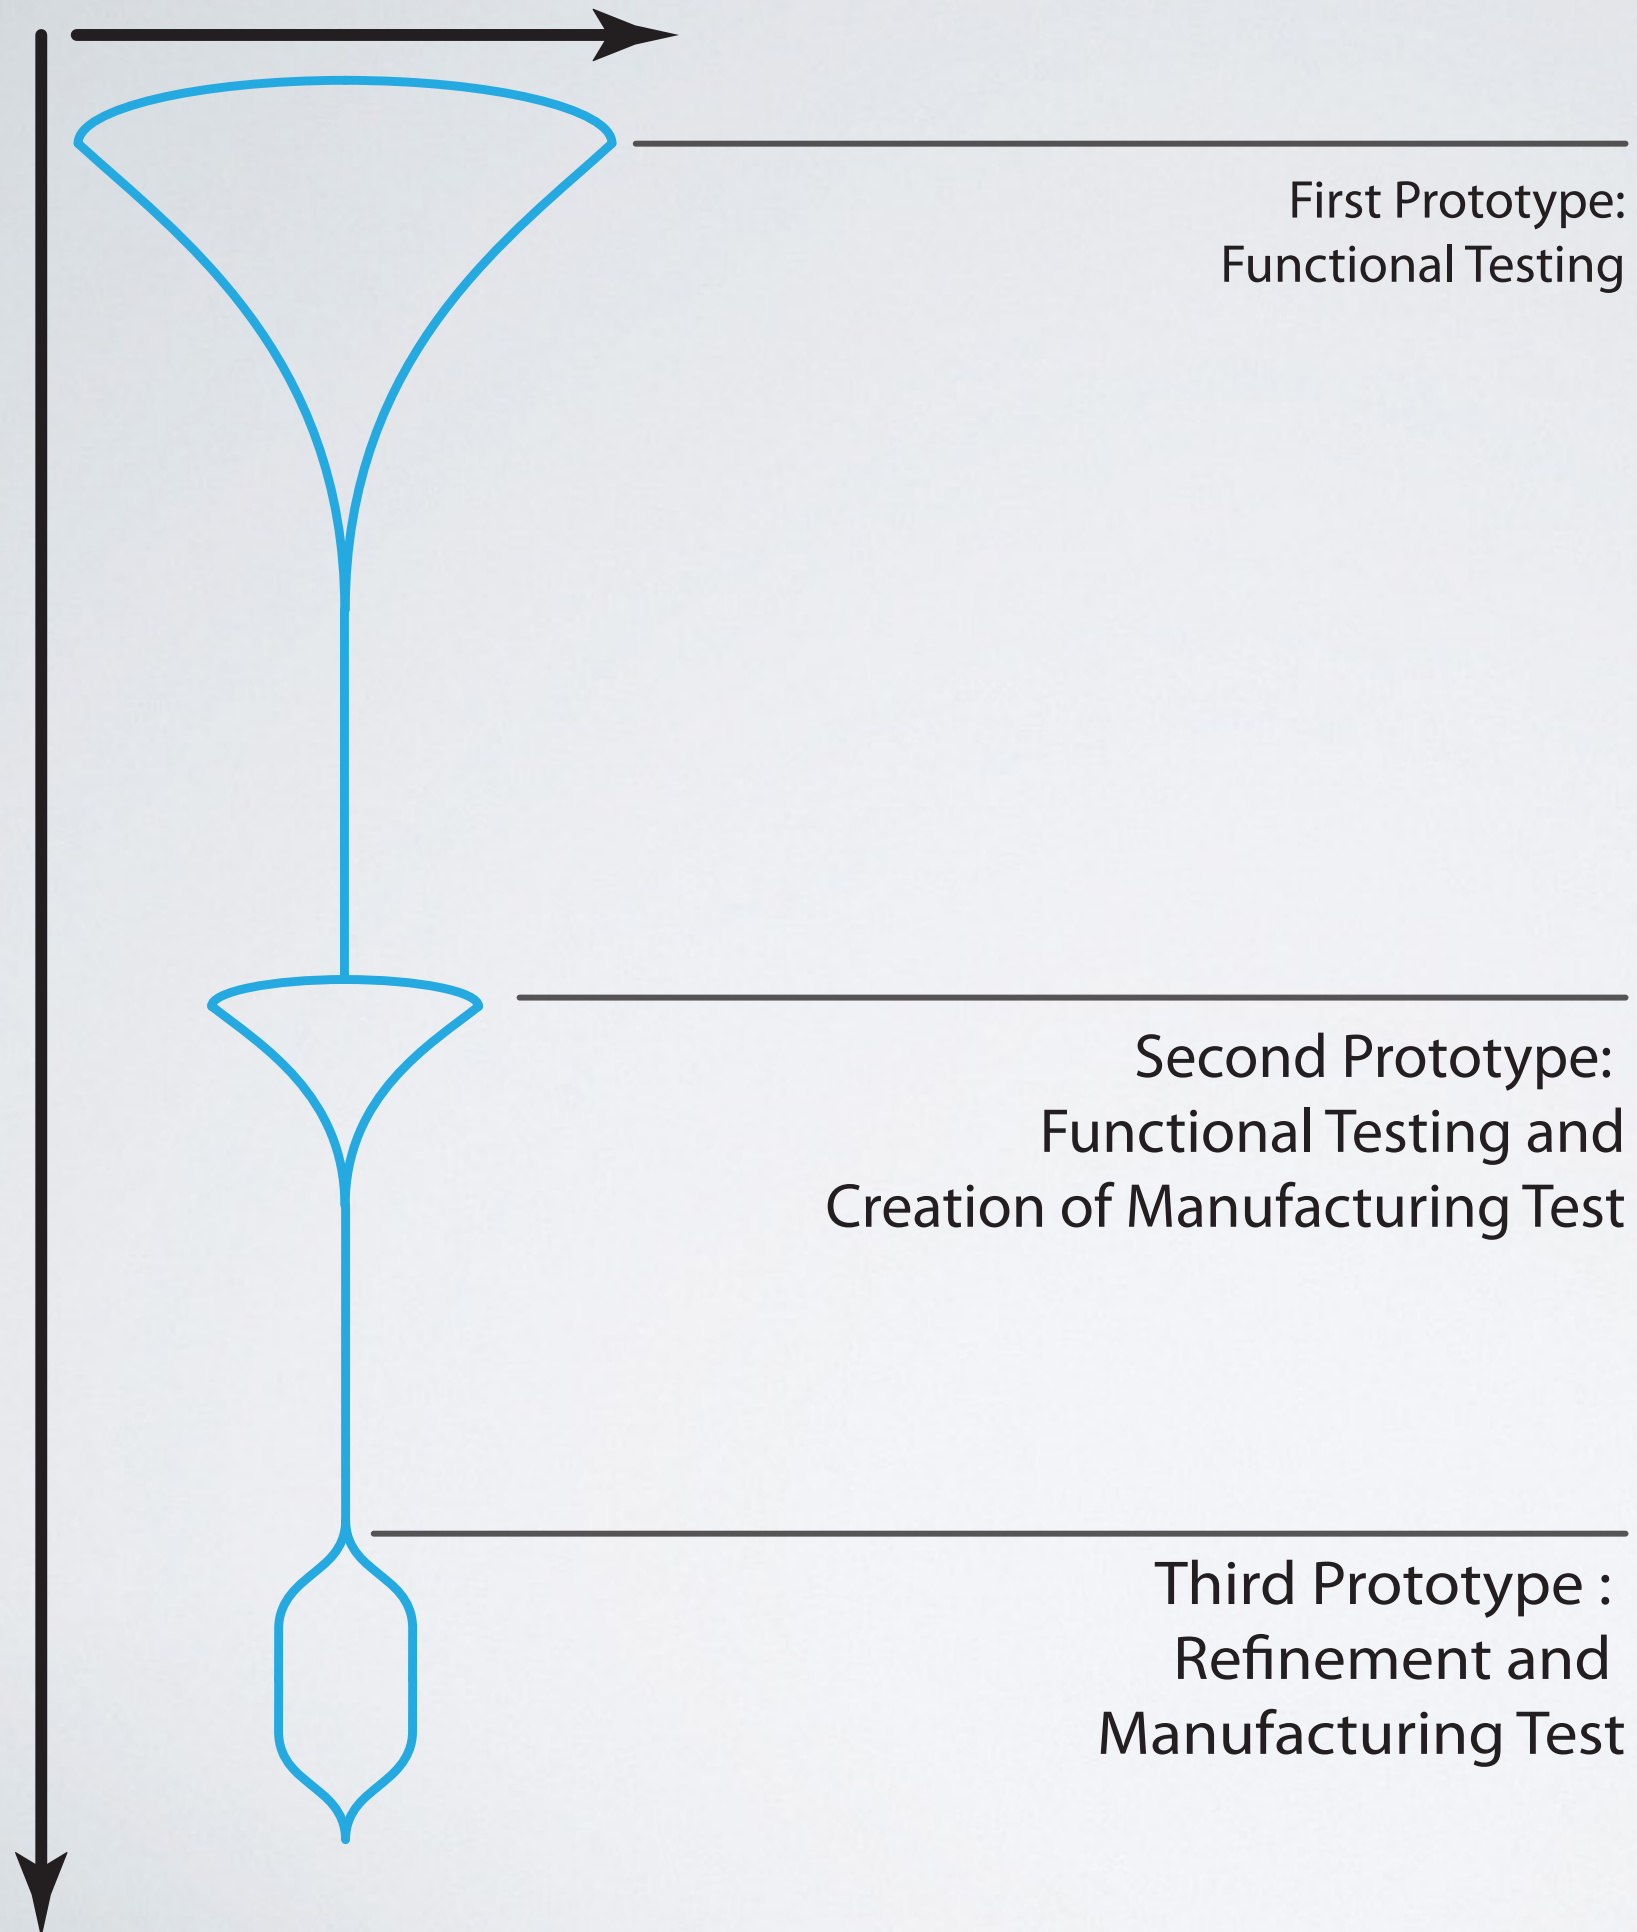 First Prototype:
Functional Testing
Second Prototype:
Functional Testing and
Creation of Manufacturing Test
Third Prototype :
Refinement and
Manufacturing Test